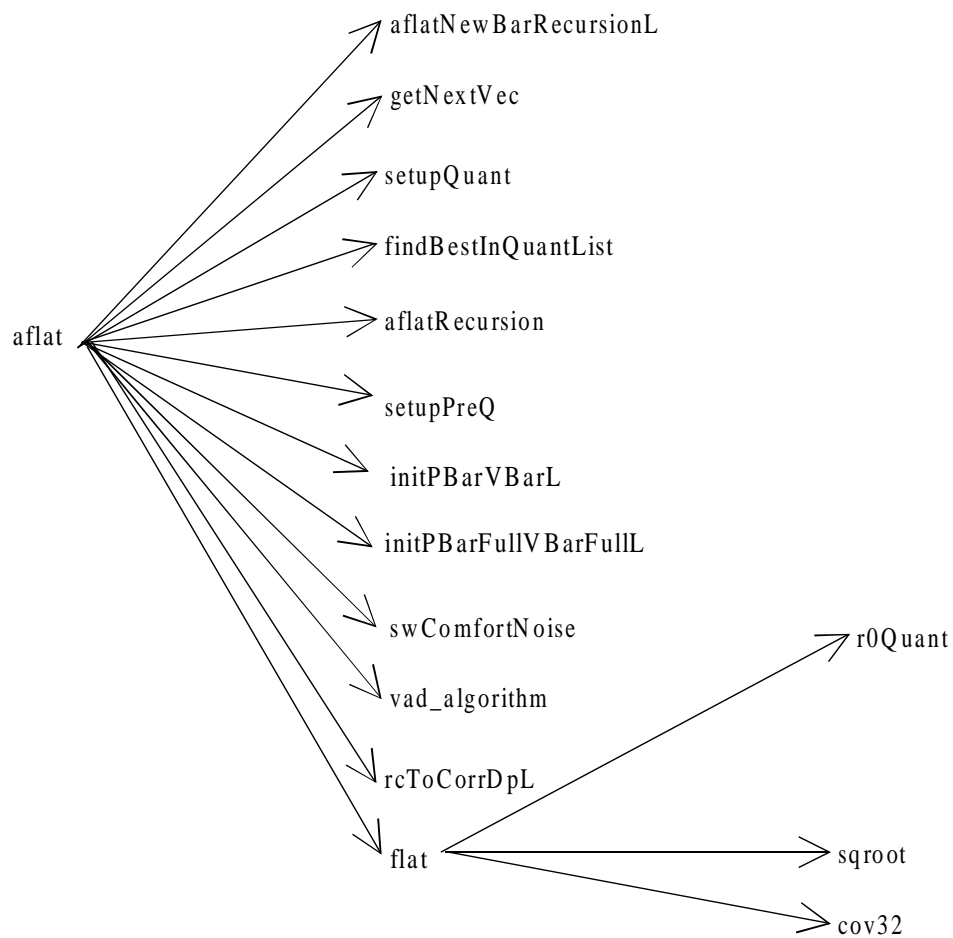 aflatNewBarRecursionL
getNextVec
setupQuant
findBestInQuantList
aflatRecursion
aflat
setupPreQ
initPBarVBarL
initPBarFullVBarFullL
swComfortNoise
r0Quant
vad_algorithm
rcToCorrDpL
flat
sqroot
cov32